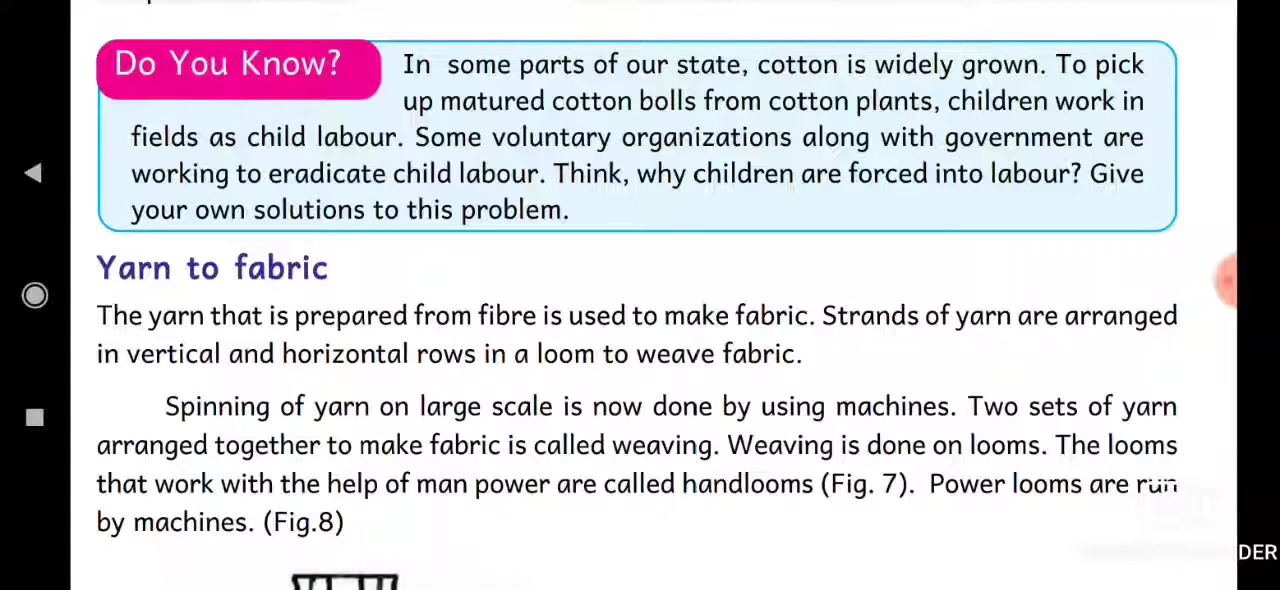 Do You Know?
In some parts of our state, cotton is widely grown. To pick
up matured cotton bolls from cotton plants, children work in
fields as child labour. Some voluntary organizations along with government are
working to eradicate child labour. Think, why children are forced into labour? Give
your own solutions to this problem.
Yarn to fabric
The yarn that is prepared from fibre is used to make fabric. Strands of yarn are arranged
in vertical and horizontal rows in a loom to weave fabric.
Spinning of yarn on large scale is now done by using machines. Two sets of yarn
arranged together to make fabric is called weaving. Weaving is done on looms. The looms
that work with the help of man power are called handlooms (Fig. 7). Power looms are run
by machines. (Fig.8)
DER